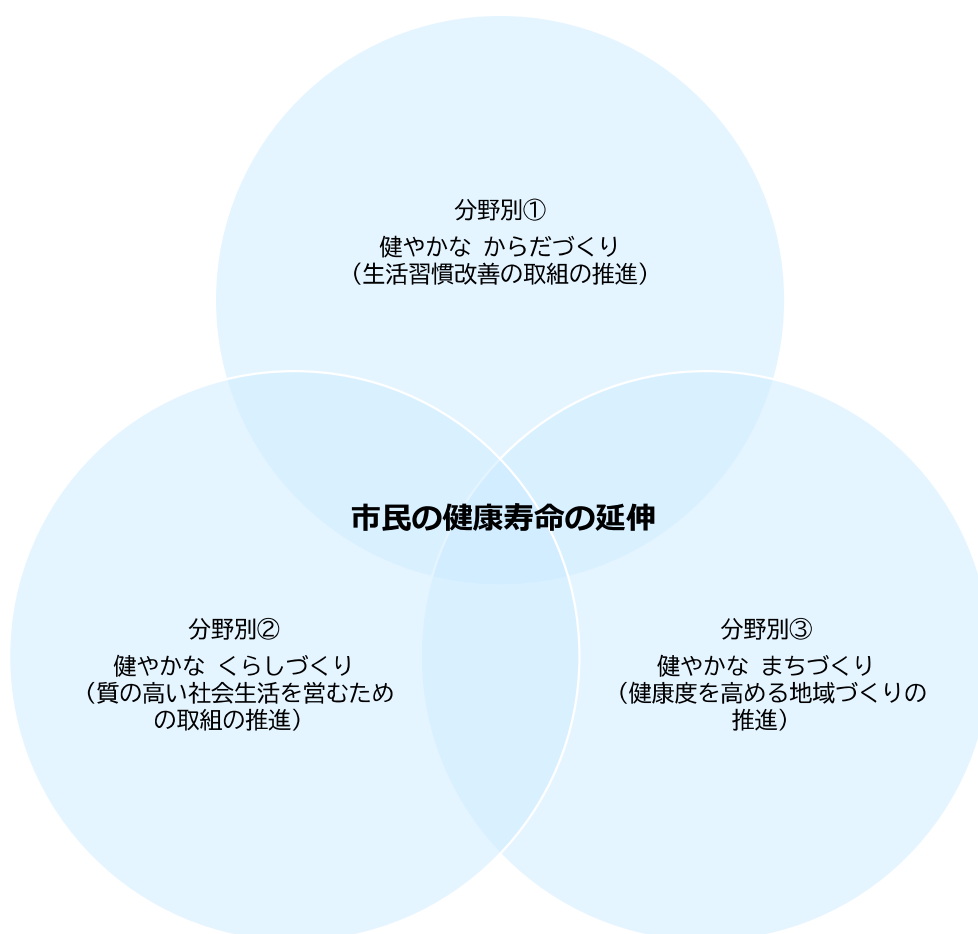 分野別①
健やかな からだづくり
（生活習慣改善の取組の推進）
市民の健康寿命の延伸
分野別②
健やかな くらしづくり
（質の高い社会生活を営むため
の取組の推進）
分野別③
健やかな まちづくり
（健康度を高める地域づくりの
推進）